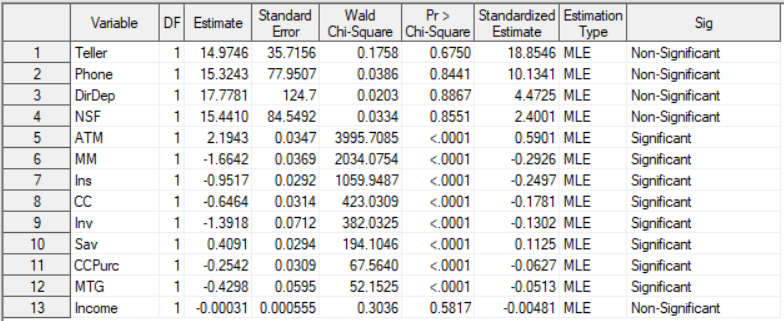 Variable DF Estimate Standard Error Wald Chi-Square Pr > Chi-Square Standardized Estimate Estimation Type Sig
1 Teller 1 14.9746 35.7156 0.1758 0.6750 18.8546 MLE Non-Significant
2 Phone 1 15.3243 77.9507 0.0386 0.8441 10.1341 MLE Non-Significant
3 DirDep 1 17.7781 124.7 0.0203 0.8867 4.4725 MLE Non-Significant
4 NSF 1 15.4410 84.5492 0.0334 0.8551 2.4001 MLE Non-Significant
5 ATM 1 2.1943 0.0347 3995.7085 <.0001 0.5901 MLE Significant
6 MM 1 -1.6642 0.0369 2034.0754 <.0001 -0.2926 MLE Significant
7 Ins 1 -0.9517 0.0292 1059.9487 <.0001 -0.2497 MLE Significant
8 CC 1 -0.6464 0.0314 423.0309 <.0001 -0.1781 MLE Significant
9 Inv 1 -1.3918 0.0712 382.0325 <.0001 -0.1302 MLE Significant
10 Sav 1 0.4091 0.0294 194.1046 <.0001 0.1125 MLE Significant
11 CCPurc 1 -0.2542 0.0309 67.5640 <.0001 -0.0627 MLE Significant
12 MTG 1 -0.4298 0.0595 52.1525 <.0001 -0.0513 MLE Significant
13 Income 1 -0.00031 0.000555 0.3036 0.5817 -0.00481 MLE Non-Significant